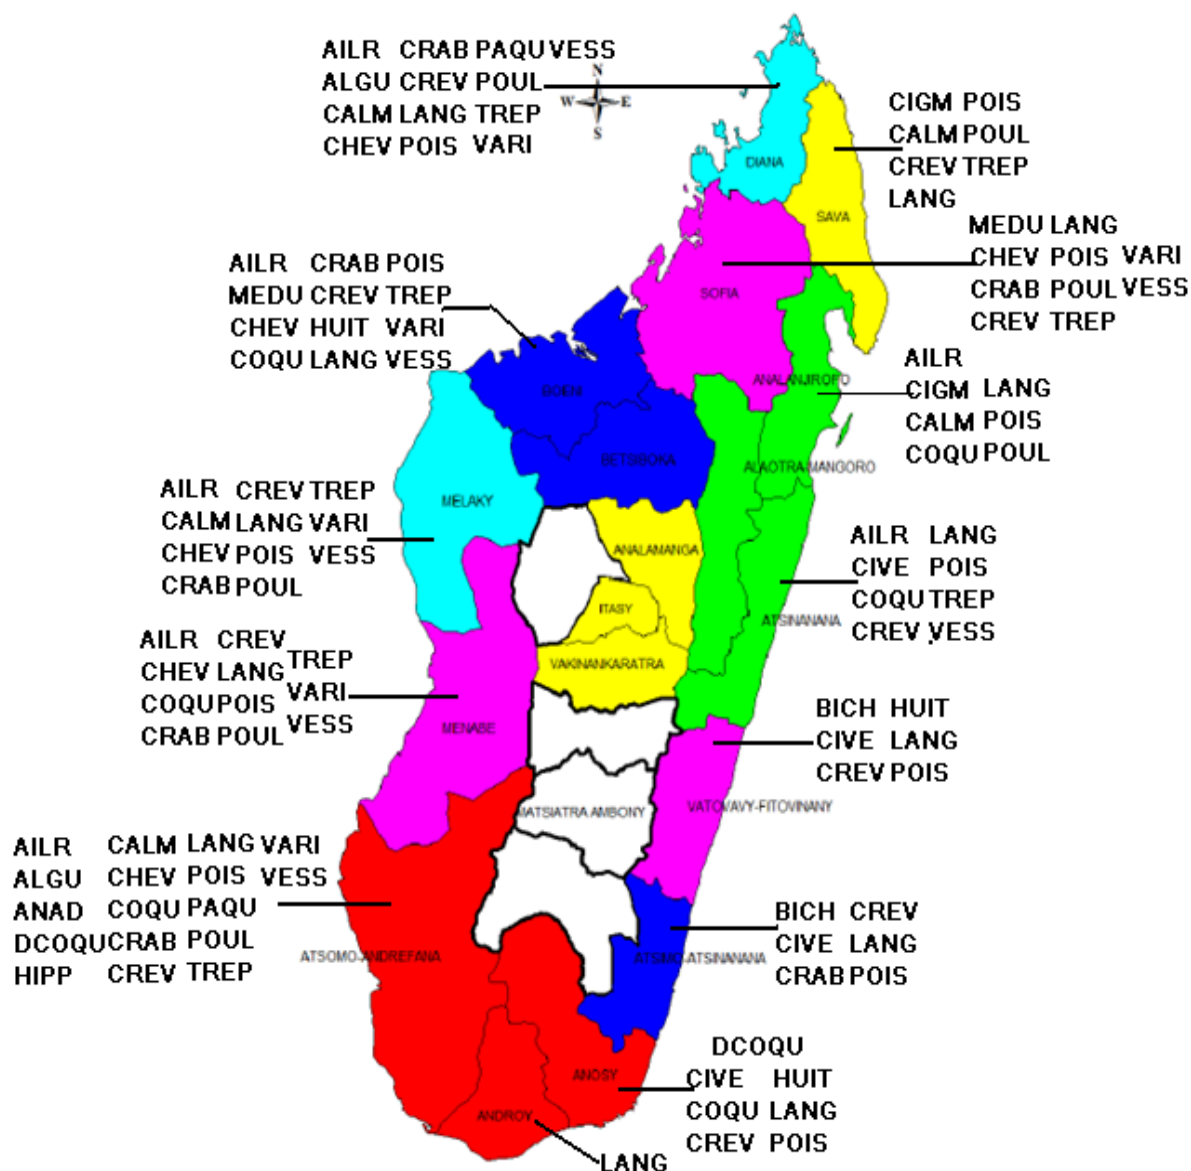 AILR CRAB PAQU VESS
ALGU CREV POUL
CALM LANG TREP
CHEV POIS VARI
N
W E
S
CIGM POIS
CALM POUL
CREV TREP
LANG
DIANA
SAVA
MEDU LANG
CHEV POIS VARI
CRAB POUL VESS
CREV TREP
SOFIA
AILR CRAB POIS
MEDU CREV TREP
CHEV HUIT VARI
COQU LANG VESS
BOENI
ANALANJIROFO
AILR
CIGM LANG
CALM POIS
COQU POUL
BETSIBOKA
ALAOTRA-MANGORO
MELAKY
AILR CREV TREP
CALM LANG VARI
CHEV POIS VESS
CRAB POUL
ANALAMANGA
ITASY
VAKINANKARATRA
AILR LANG
CIVE POIS
COQU TREP
CREV VESS
ATSINANANA
AILR CREV
CHEV LANG TREP
COQU POIS VARI
CRAB POUL VESS
MENABE
BICH HUIT
CIVE LANG
CREV POIS
MATSIATRA AMBONY
VATOVAVY-FITOVINANY
AILR CALM LANG VARI
ALGU CHEV POIS VESS
ANAD COQU PAQU
DCOQU CRAB POUL
HIPP CREV TREP
ATSOMO-ANDREFANA
BICH CREV
CIVE LANG
CRAB POIS
ATSIMO-ATSINANANA
DCOQU
CIVE HUIT
COQU LANG
CREV POIS
ANOSY
ANDROY
LANG